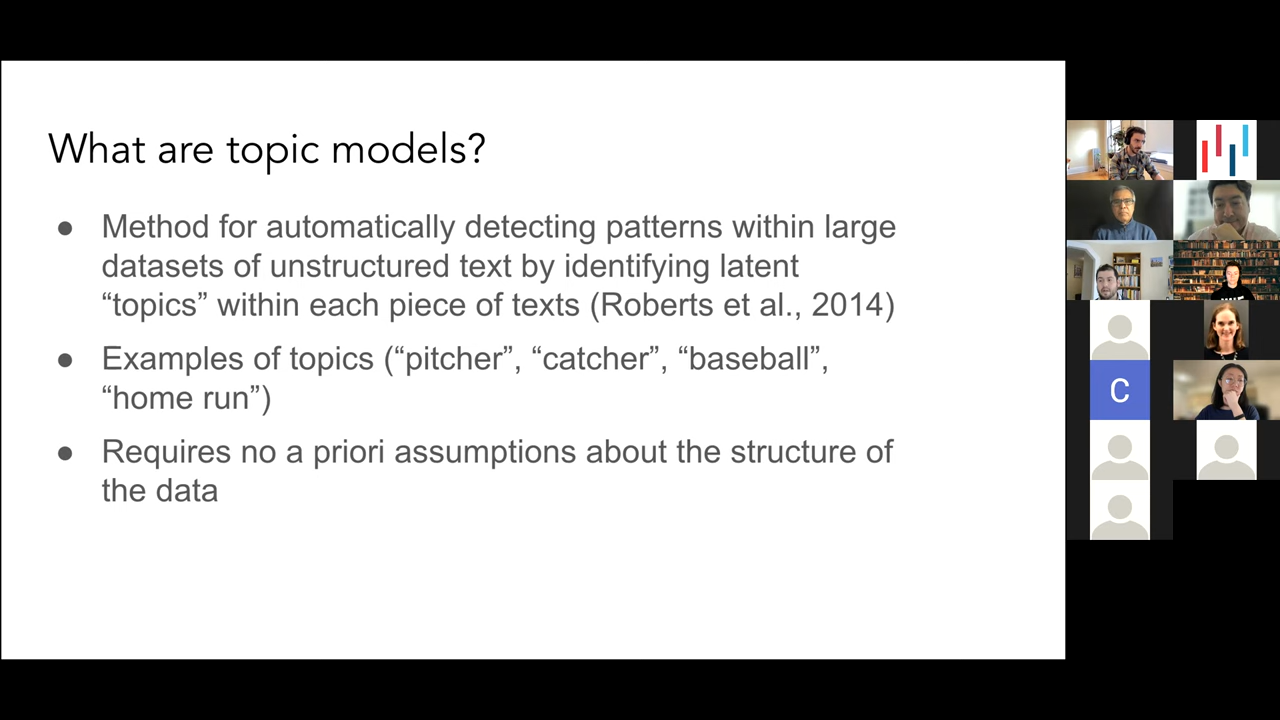 What are topic models?
● Method for automatically detecting patterns within large
datasets of unstructured text by identifying latent
“topics” within each piece of texts (Roberts et al., 2014)
● Examples of topics (“pitcher”, “catcher”, “baseball”,
“home run”)
● Requires no a priori assumptions about the structure of
the data
C